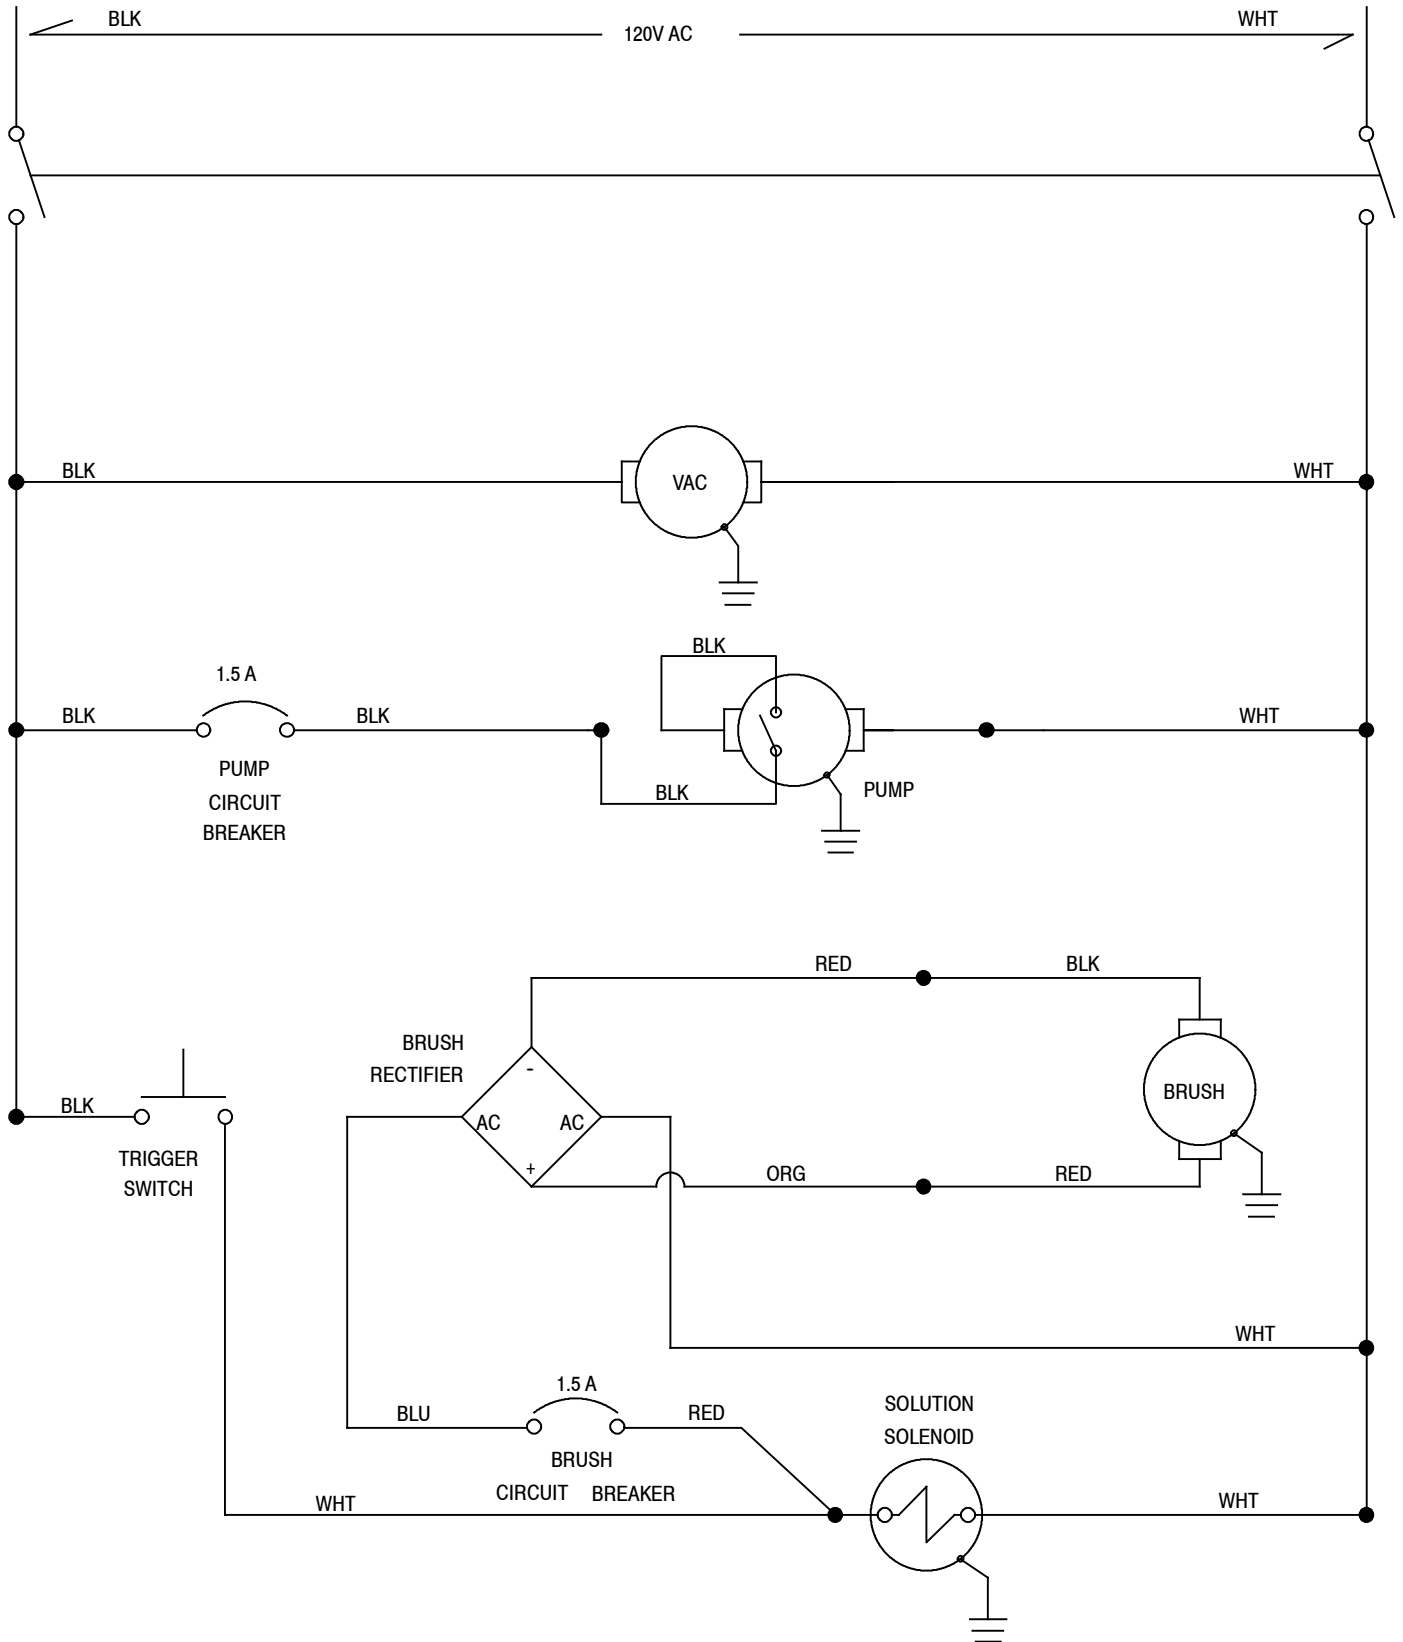 BLK
120V AC
WHT
BLK
VAC
WHT
BLK
1.5 A
BLK
BLK
WHT
PUMP
CIRCUIT
BREAKER
BLK
PUMP
RED
BLK
BRUSH
RECTIFIER
-
AC
AC
+
BRUSH
BLK
TRIGGER
SWITCH
ORG
RED
WHT
1.5 A
BLU
RED
BRUSH
CIRCUIT BREAKER
SOLUTION
SOLENOID
WHT
WHT